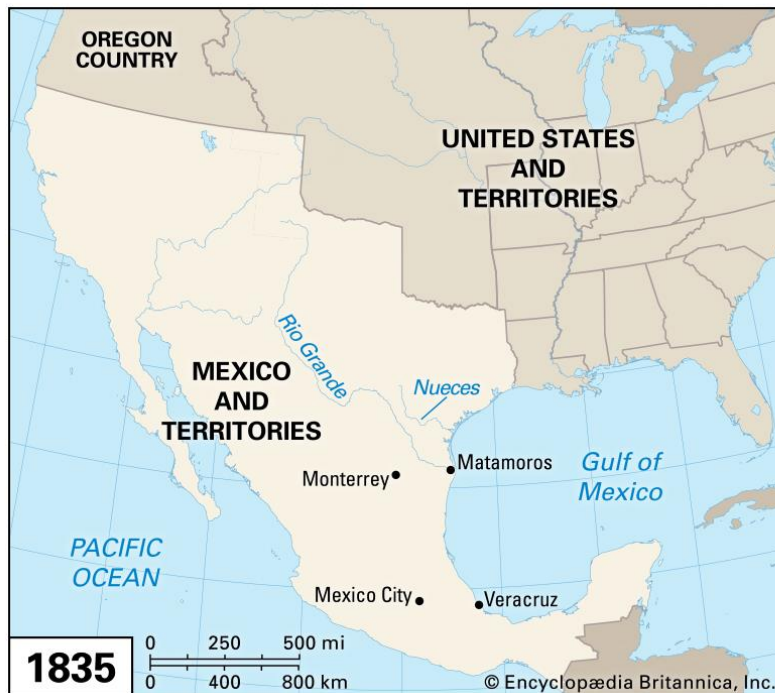 OREGON
COUNTRY
UNITED STATES
AND
TERRITORIES
Rio Grande
MEXICO
AND
TERRITORIES
Nueces
Monterrey
Matamoros
Gulf of
Mexico
PACIFIC
OCEAN
Mexico City
Veracruz
1835
0 250 500 mi
0 400 800 km
© Encyclopædia Britannica, Inc.